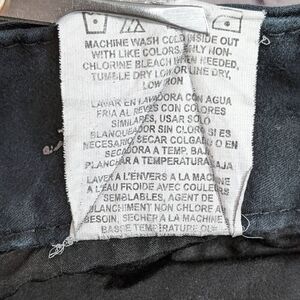 MACHINE WASH COLD INSIDE OUT
WITH LIKE COLORS, ONLY NON-
CHLORINE BLEACH WHEN NEEDED,
TUMBLE DRY LOW OR LINE DRY,
LOW IRON
LAVAR EN LAVADORA CON AGUA
FRIA AL REVES CON COLORES
SIMILARES, USAR SOLO
BLANQUEADOR SIN CLORO SI ES
NECESARIO, SECAR COLGADO O EN
SECADORA A TEMP. BAJA,
PLANCHAR A TEMPERATURA BAJA
LAVER A L'ENVERS A LA MACHINE
A L'EAU FROIDE AVEC COULEURS
SEMBLABLES, AGENT DE
BLANCHIMENT NON CHLORE AU
BESOIN, SECHER A LA MACHINE
BASSE TEMPERATURE OU